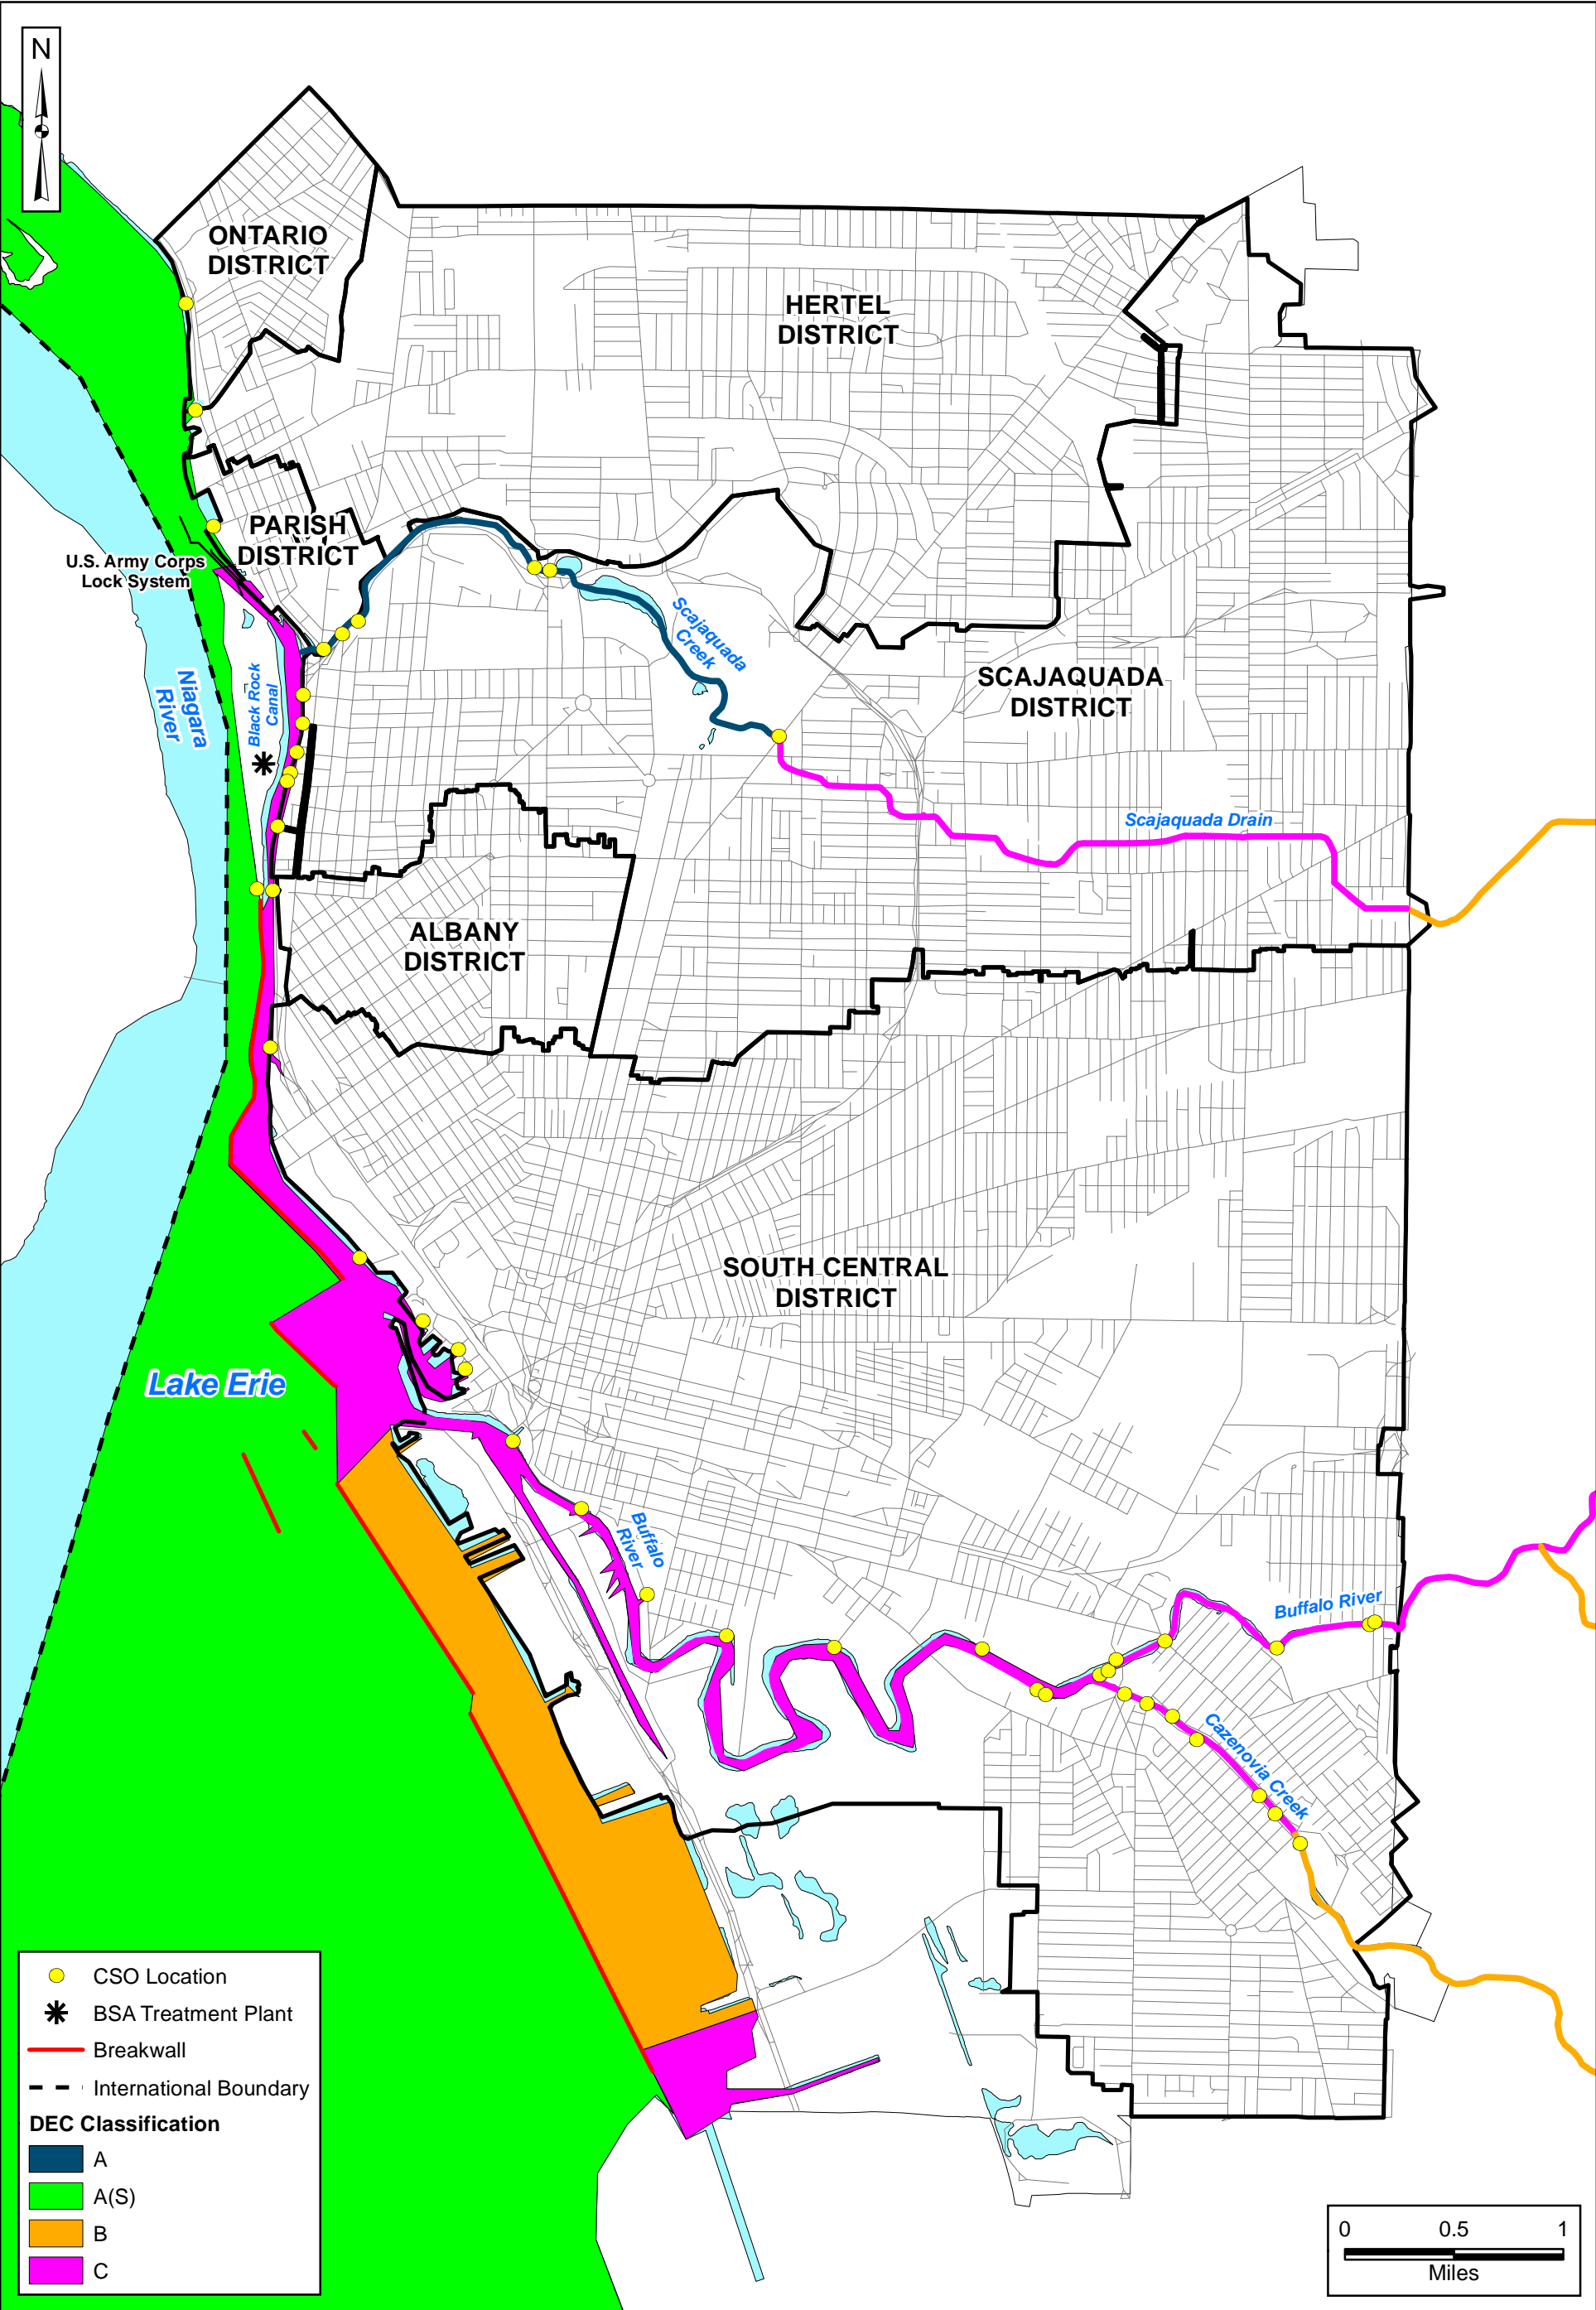 N
ONTARIO
DISTRICT
HERTEL
DISTRICT
PARISH
DISTRICT
U.S. Army Corps
Lock System
Scajaquada
Creek
SCAJAQUADA
DISTRICT
Niagara
River
Black Rock
Canal
Scajaquada Drain
ALBANY
DISTRICT
SOUTH CENTRAL
DISTRICT
Lake Erie
Buffalo
River
Buffalo River
Cazenovia Creek
CSO Location
BSA Treatment Plant
Breakwall
International Boundary
DEC Classification
A
A(S)
B
C
0 0.5 1
Miles